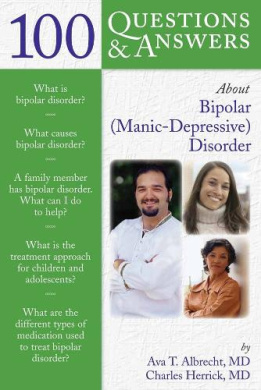 100 QUESTIONS
& ANSWERS
About
Bipolar
(Manic-Depressive)
Disorder
What is
bipolar disorder?
What causes
bipolar disorder?
A family member
has bipolar disorder.
What can I do
to help?
What is the
treatment approach
for children and
adolescents?
What are the
different types of
medication used
to treat bipolar
disorder?
by
Ava T. Albrecht, MD
Charles Herrick, MD